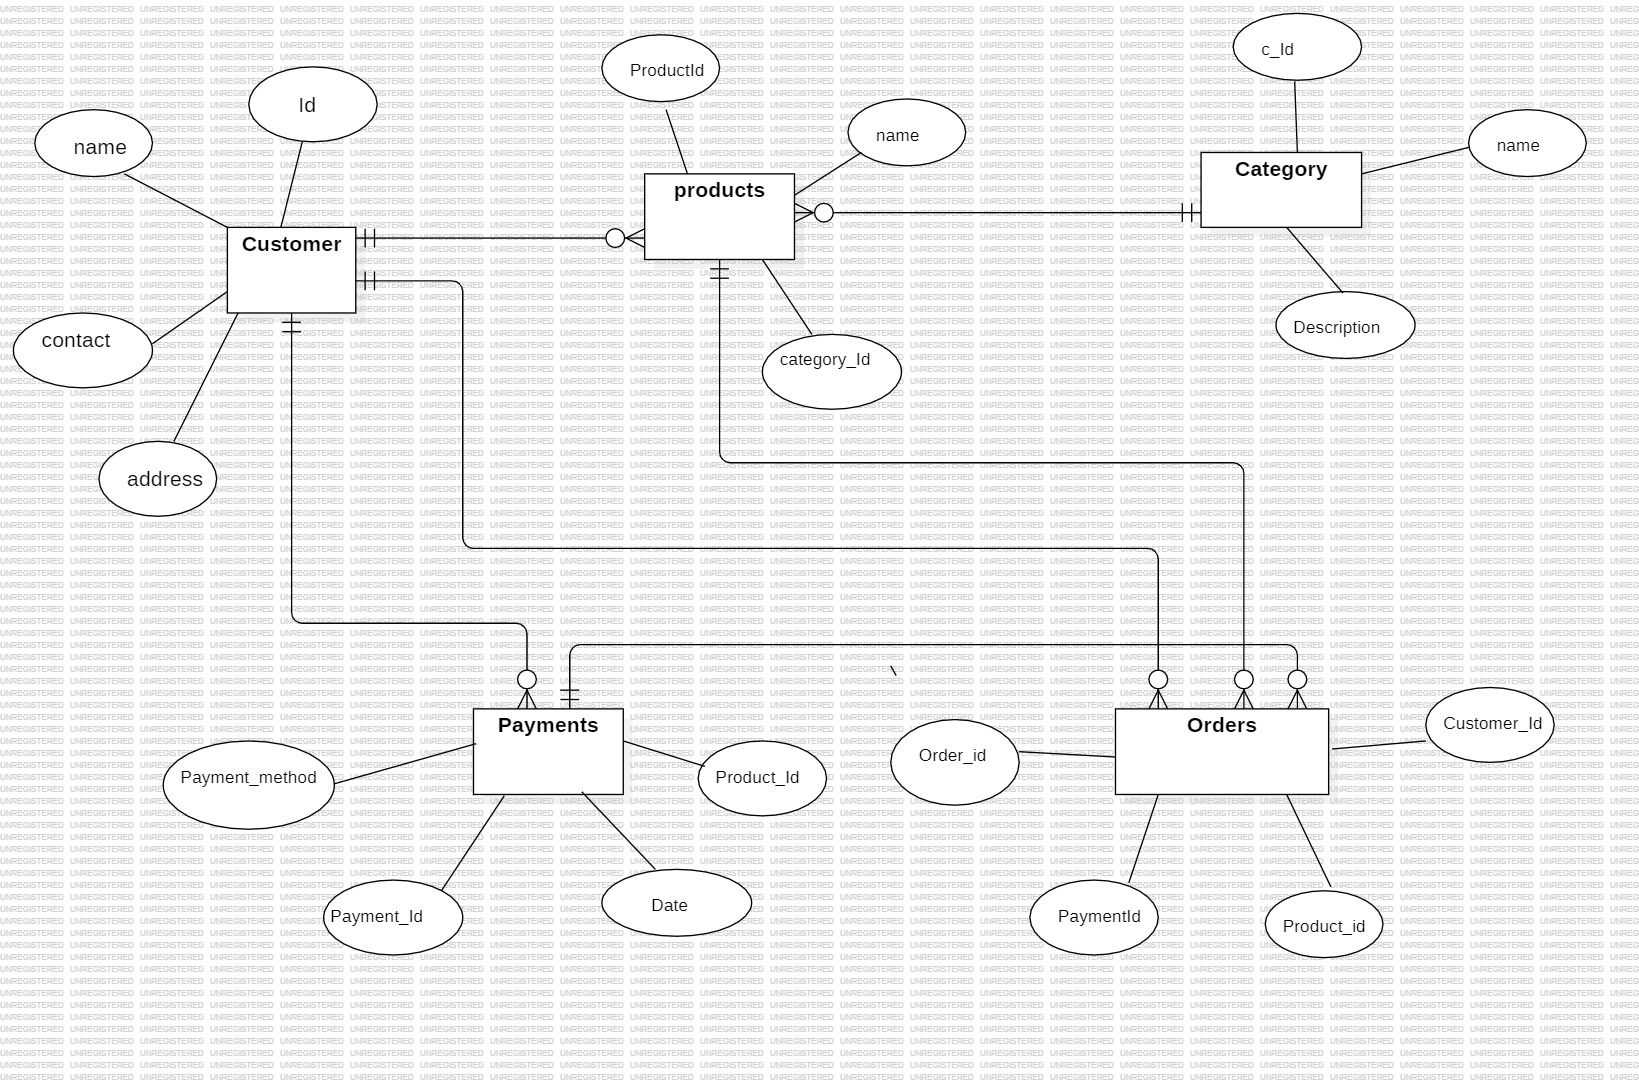 c_Id
ProductId
Id
name
name
name
Category
products
Customer
Description
contact
category_Id
address
Payments
Orders
Customer_Id
Order_id
Payment_method
Product_Id
Date
Payment_Id
PaymentId
Product_id
UNREGISTERED